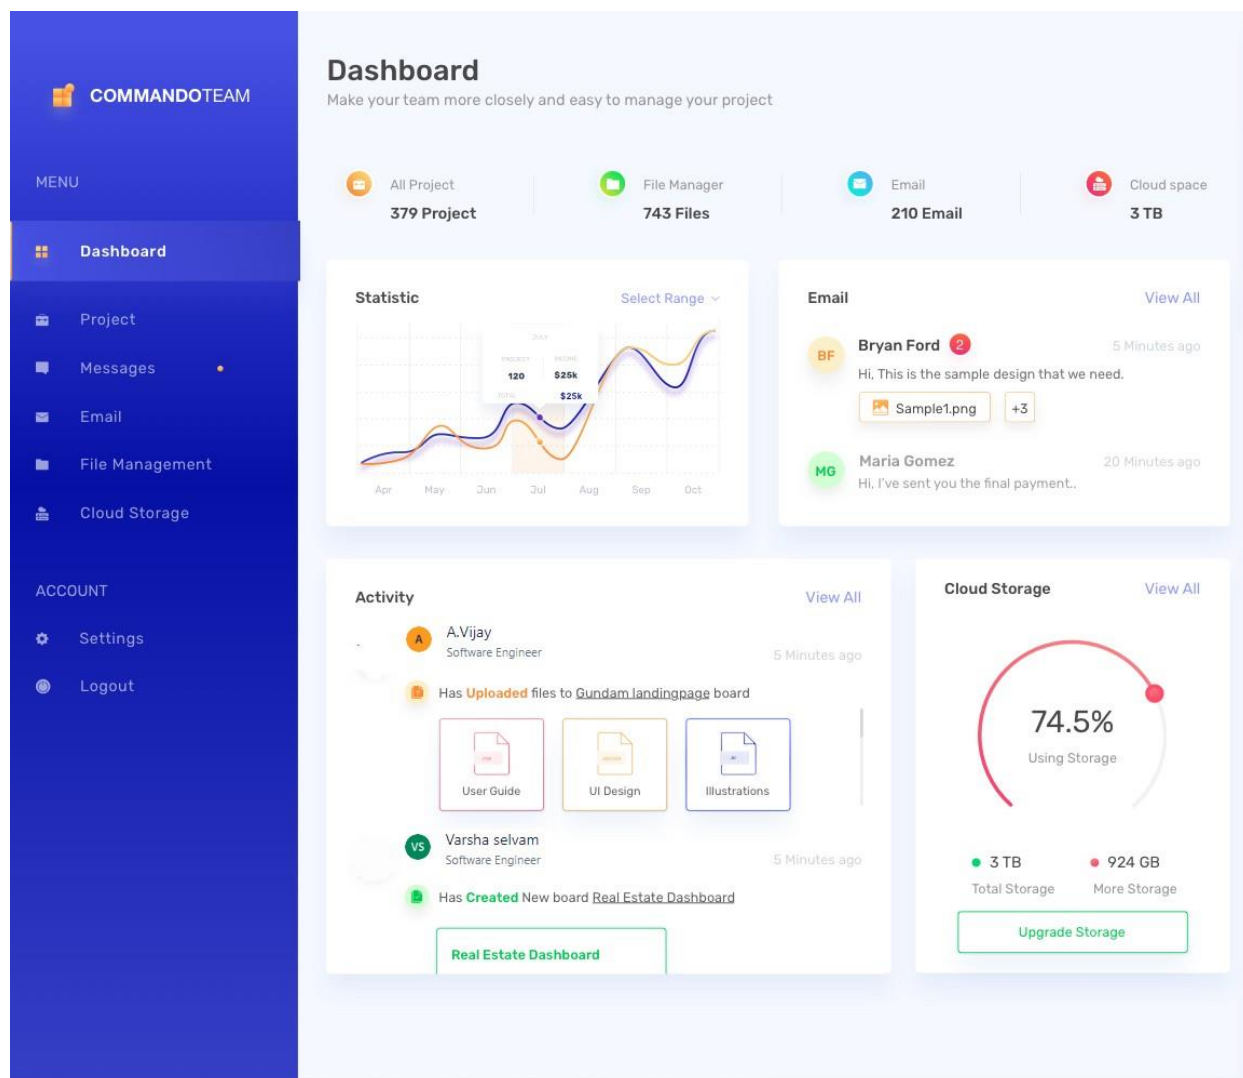 COMMANDOTEAM
MENU
Dashboard
Project
Messages
Email
File Management
Cloud Storage
ACCOUNT
Settings
Logout
Dashboard
Make your team more closely and easy to manage your project
All Project
379 Project
File Manager
743 Files
Email
210 Email
Cloud space
3 TB
Statistic
Select Range
JULY
PROJECT
120
INCOME
$25k
TOTAL
$25k
Apr May Jun Jul Aug Sep Oct
Email
View All
BF
Bryan Ford 2
5 Minutes ago
Hi, This is the sample design that we need.
Sample1.png
+3
MG
Maria Gomez
20 Minutes ago
Hi, I've sent you the final payment..
Activity
View All
A
A.Vijay
Software Engineer
5 Minutes ago
Has Uploaded files to Gundam landingpage board
User Guide
UI Design
Illustrations
VS
Varsha selvam
Software Engineer
5 Minutes ago
Has Created New board Real Estate Dashboard
Real Estate Dashboard
Cloud Storage
View All
74.5%
Using Storage
3 TB
Total Storage
924 GB
More Storage
Upgrade Storage